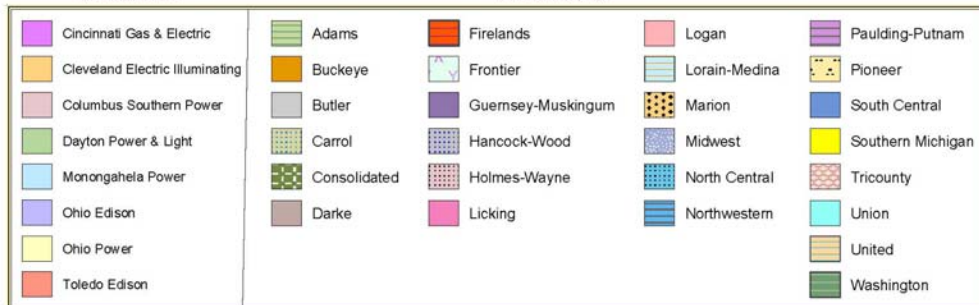 Cincinnati Gas & Electric
Cleveland Electric Illuminating
Columbus Southern Power
Dayton Power & Light
Monongahela Power
Ohio Edison
Ohio Power
Toledo Edison
Adams
Buckeye
Butler
Carrol
Consolidated
Darke
Firelands
Frontier
Guernsey-Muskingum
Hancock-Wood
Holmes-Wayne
Licking
Logan
Lorain-Medina
Marion
Midwest
North Central
Northwestern
Paulding-Putnam
Pioneer
South Central
Southern Michigan
Tricounty
Union
United
Washington